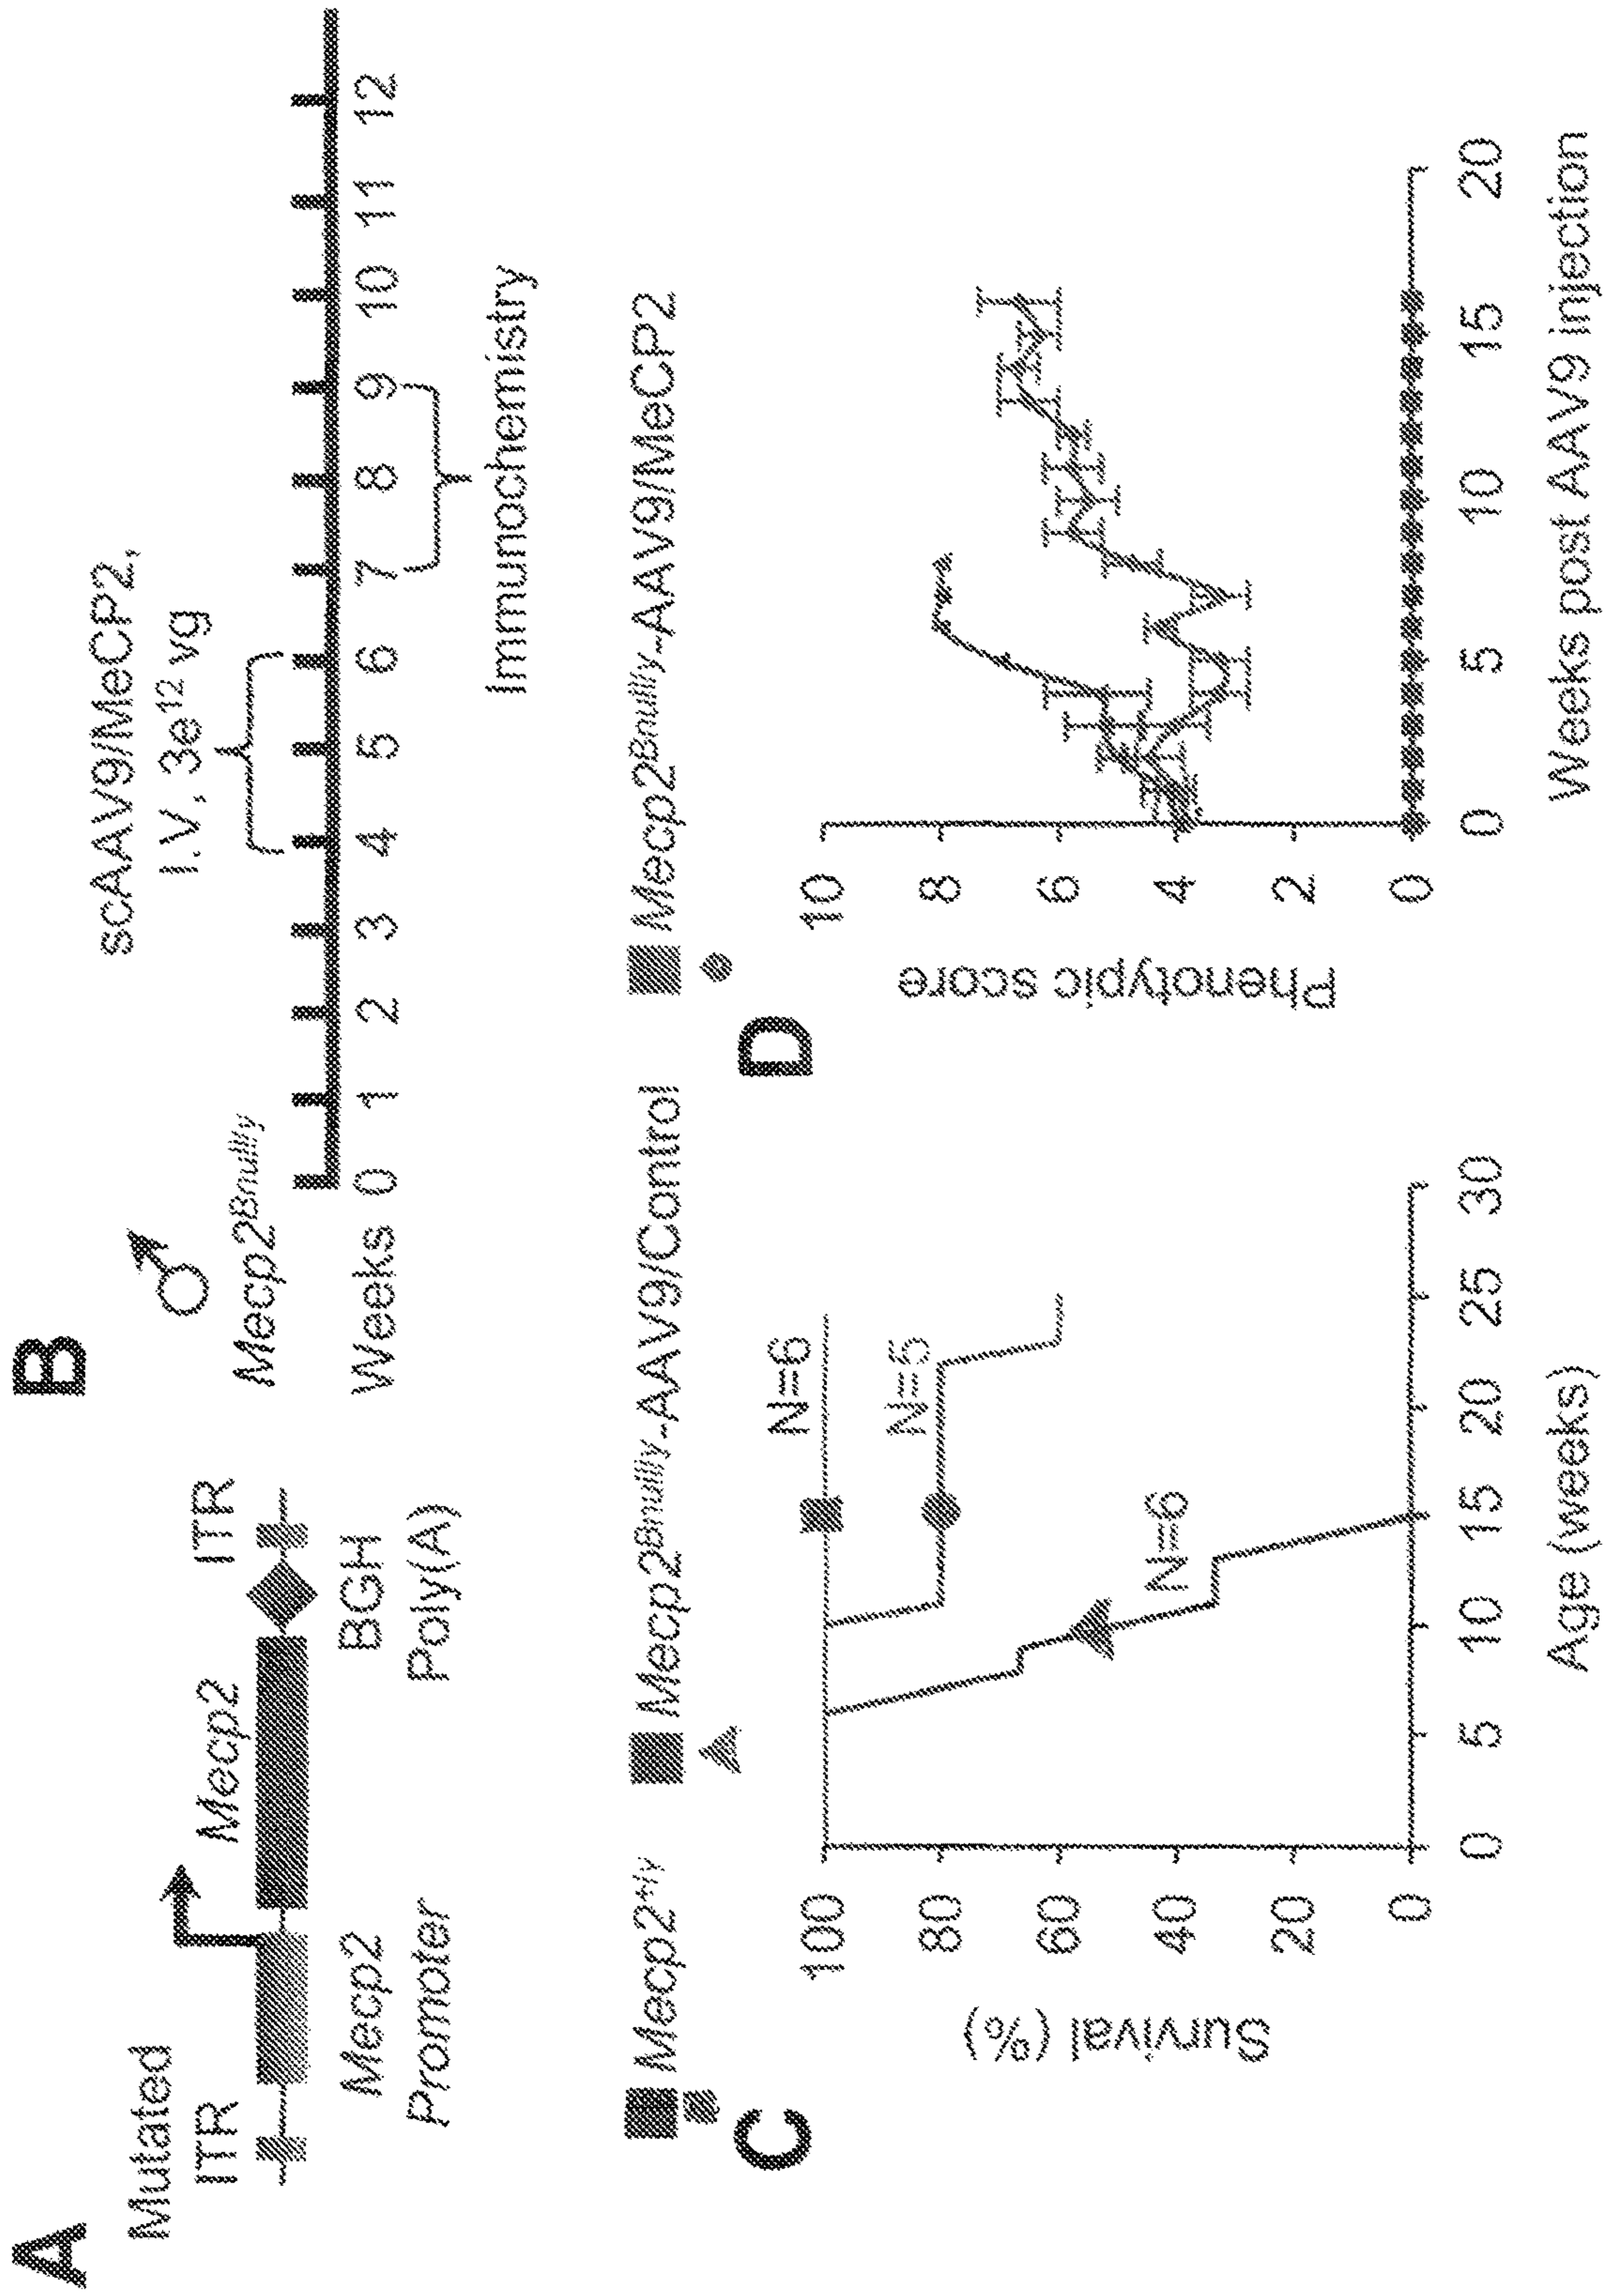 A
Mutated
ITR
Mecp2
ITR
Mecp2
Promoter
BGH
Poly(A)
B
scAAV9/MeCP2,
I.V, 3e12 vg
Mecp2Bnull/y
Weeks 0 1 2 3 4 5 6 7 8 9 10 11 12
Immunochemistry
Mecp2+/y
Mecp2Bnull/y-AAV9/Control
Mecp2Bnull/y-AAV9/MeCP2
C
Survival (%)
100
80
60
40
20
0
N=6
N=5
N=6
0 5 10 15 20 25 30
Age (weeks)
D
Phenotypic score
10
8
6
4
2
0
0 5 10 15 20
Weeks post AAV9 injection